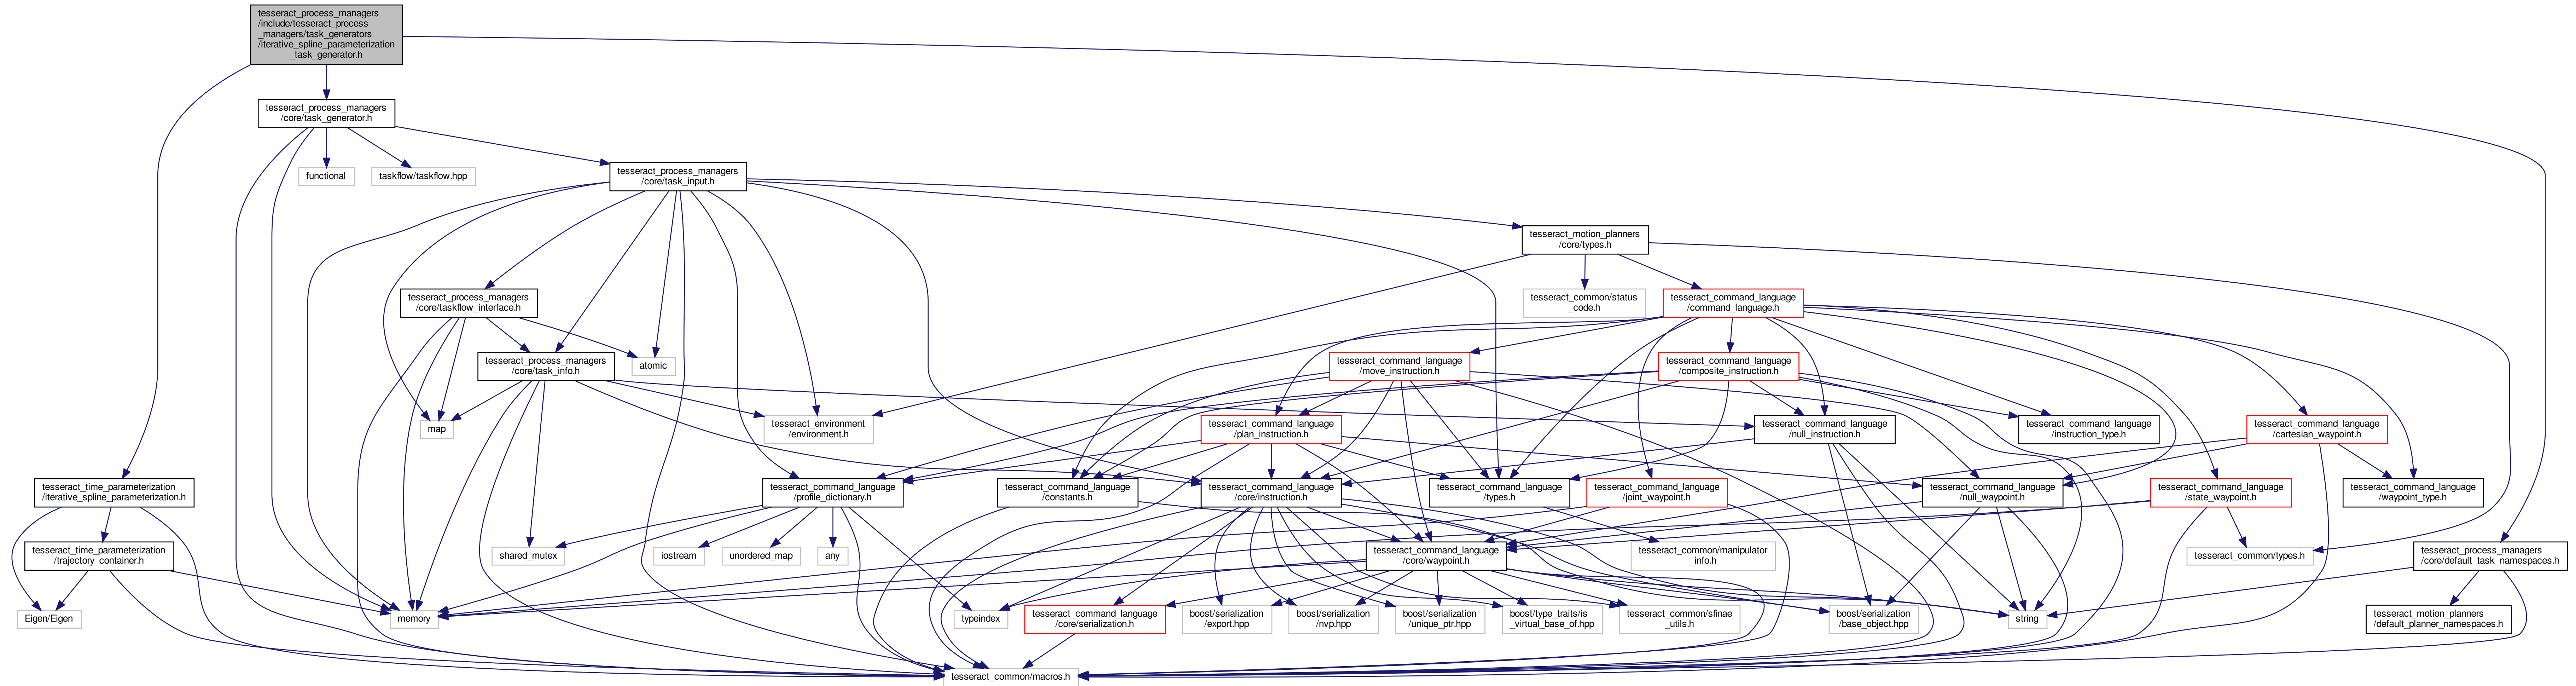 tesseract_process_managers
/include/tesseract_process
_managers/task_generators
/iterative_spline_parameterization
_task_generator.h
tesseract_process_managers
/core/task_generator.h
functional
taskflow/taskflow.hpp
tesseract_process_managers
/core/task_input.h
tesseract_motion_planners
/core/types.h
tesseract_process_managers
/core/taskflow_interface.h
tesseract_common/status
_code.h
tesseract_command_language
/command_language.h
tesseract_process_managers
/core/task_info.h
atomic
tesseract_command_language
/move_instruction.h
tesseract_command_language
/composite_instruction.h
map
tesseract_environment
/environment.h
tesseract_command_language
/plan_instruction.h
tesseract_command_language
/null_instruction.h
tesseract_command_language
/instruction_type.h
tesseract_command_language
/cartesian_waypoint.h
tesseract_time_parameterization
/iterative_spline_parameterization.h
tesseract_command_language
/profile_dictionary.h
tesseract_command_language
/constants.h
tesseract_command_language
/core/instruction.h
tesseract_command_language
/types.h
tesseract_command_language
/joint_waypoint.h
tesseract_command_language
/null_waypoint.h
tesseract_command_language
/state_waypoint.h
tesseract_command_language
/waypoint_type.h
tesseract_time_parameterization
/trajectory_container.h
shared_mutex
iostream
unordered_map
any
tesseract_command_language
/core/waypoint.h
tesseract_common/manipulator
_info.h
tesseract_common/types.h
tesseract_process_managers
/core/default_task_namespaces.h
Eigen/Eigen
memory
typeindex
tesseract_command_language
/core/serialization.h
boost/serialization
/export.hpp
boost/serialization
/nvp.hpp
boost/serialization
/unique_ptr.hpp
boost/type_traits/is
_virtual_base_of.hpp
tesseract_common/sfinae
_utils.h
boost/serialization
/base_object.hpp
string
tesseract_motion_planners
/default_planner_namespaces.h
tesseract_common/macros.h